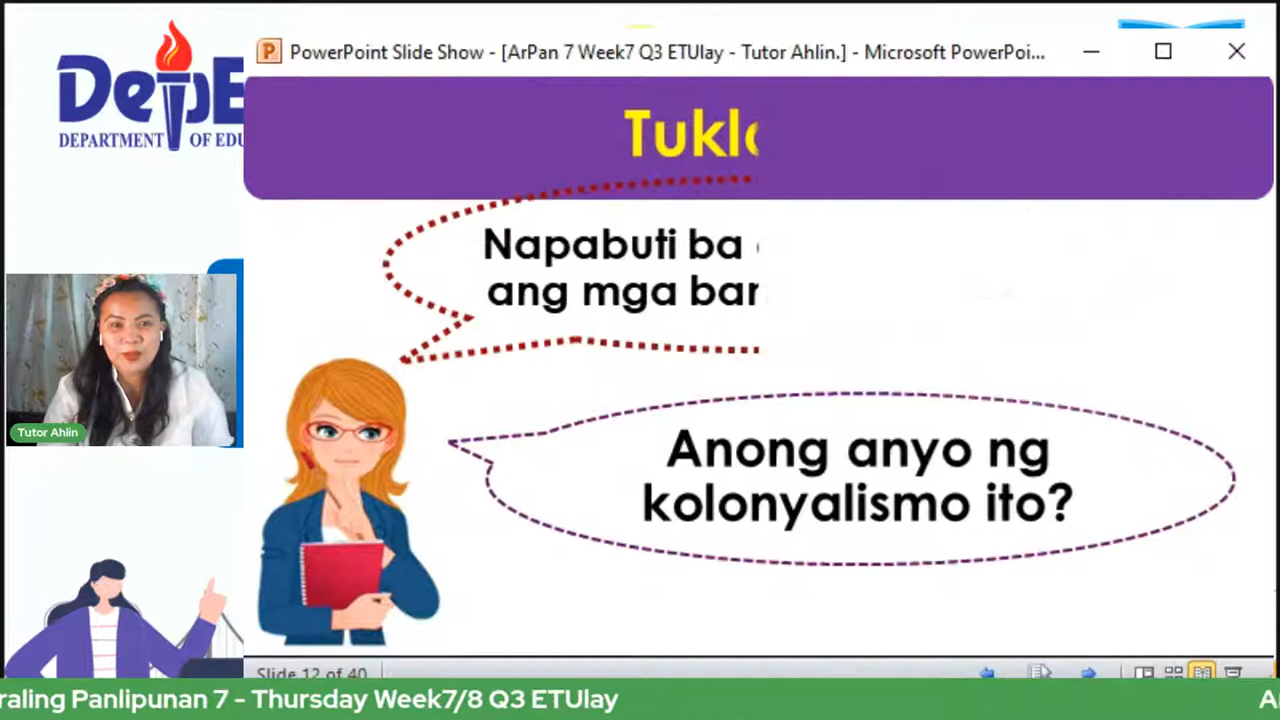 DepE
DEPARTMENT OF EDU
PowerPoint Slide Show - [ArPan 7 Week7 Q3 ETUlay - Tutor Ahlin.] - Microsoft PowerPoi...
Tukl
Napabuti ba
ang mga bar
Anong anyo ng
kolonyalismo ito?
Tutor Ahlin
Slide 12 of 40
raling Panlipunan 7 - Thursday Week7/8 Q3 ETUlay